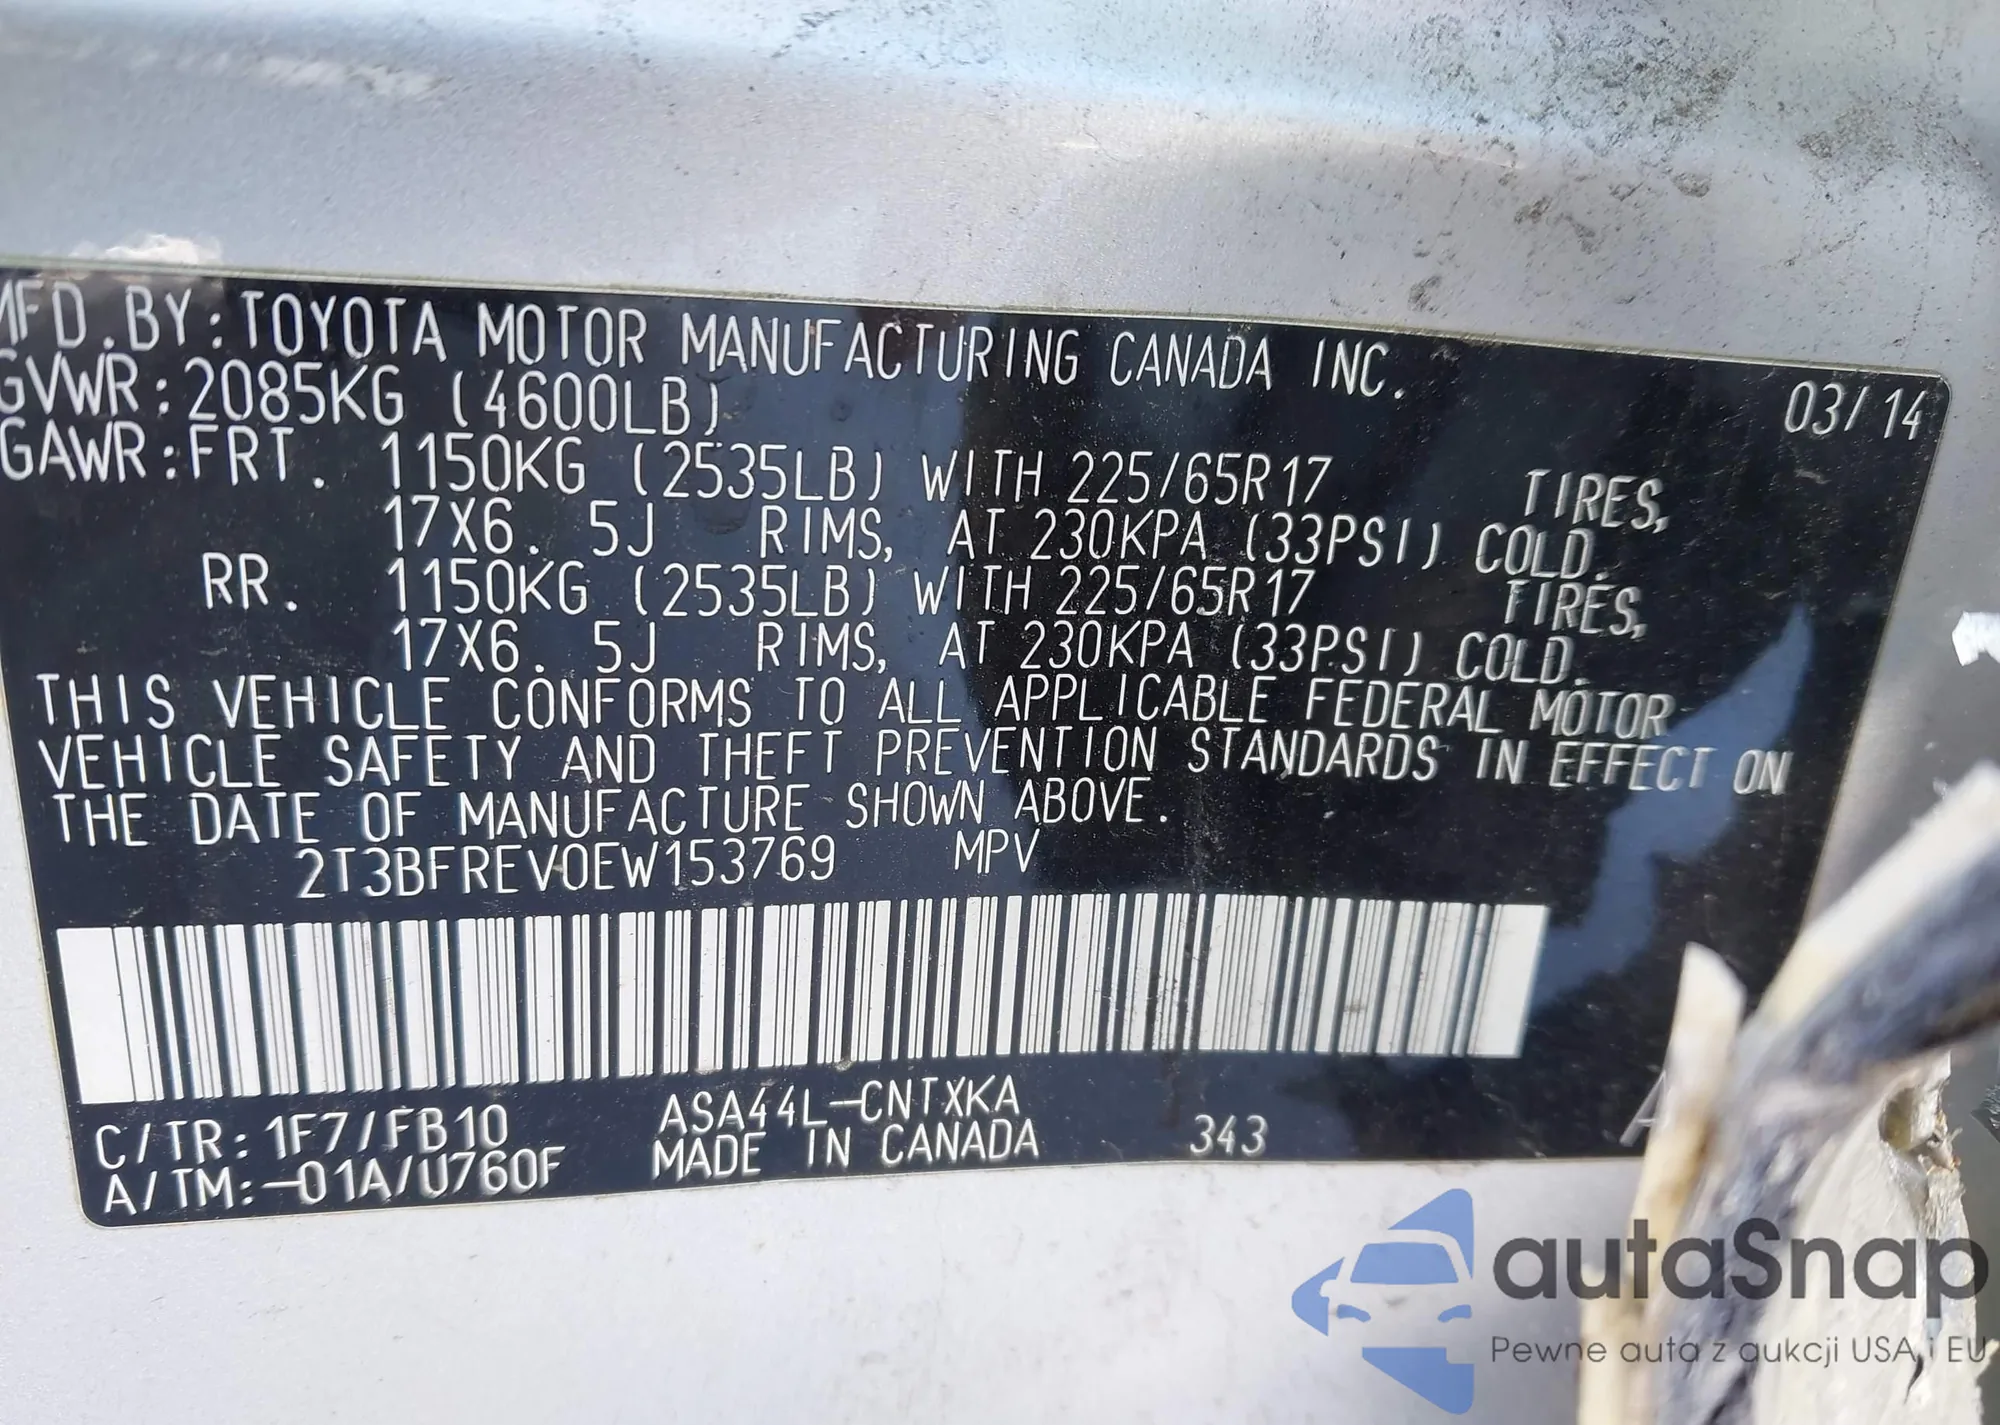 MFD. BY: TOYOTA MOTOR MANUFACTURING CANADA INC. 03/14
GVWR: 2085KG (4600LB)
GAWR: FRT. 1150KG (2535LB) WITH 225/65R17 TIRES,
17X6. 5J RIMS, AT 230KPA (33PSI) COLD.
RR. 1150KG (2535LB) WITH 225/65R17 TIRES,
17X6. 5J RIMS, AT 230KPA (33PSI) COLD.
THIS VEHICLE CONFORMS TO ALL APPLICABLE FEDERAL MOTOR
VEHICLE SAFETY AND THEFT PREVENTION STANDARDS IN EFFECT ON
THE DATE OF MANUFACTURE SHOWN ABOVE.
2T3BFREV0EW153769 MPV
C/TR: 1F7/FB10 ASA44L-CNTXKA
A/TM: -01A/U760F MADE IN CANADA 343
autaSnap
Pewne auta z aukcji USA i EU